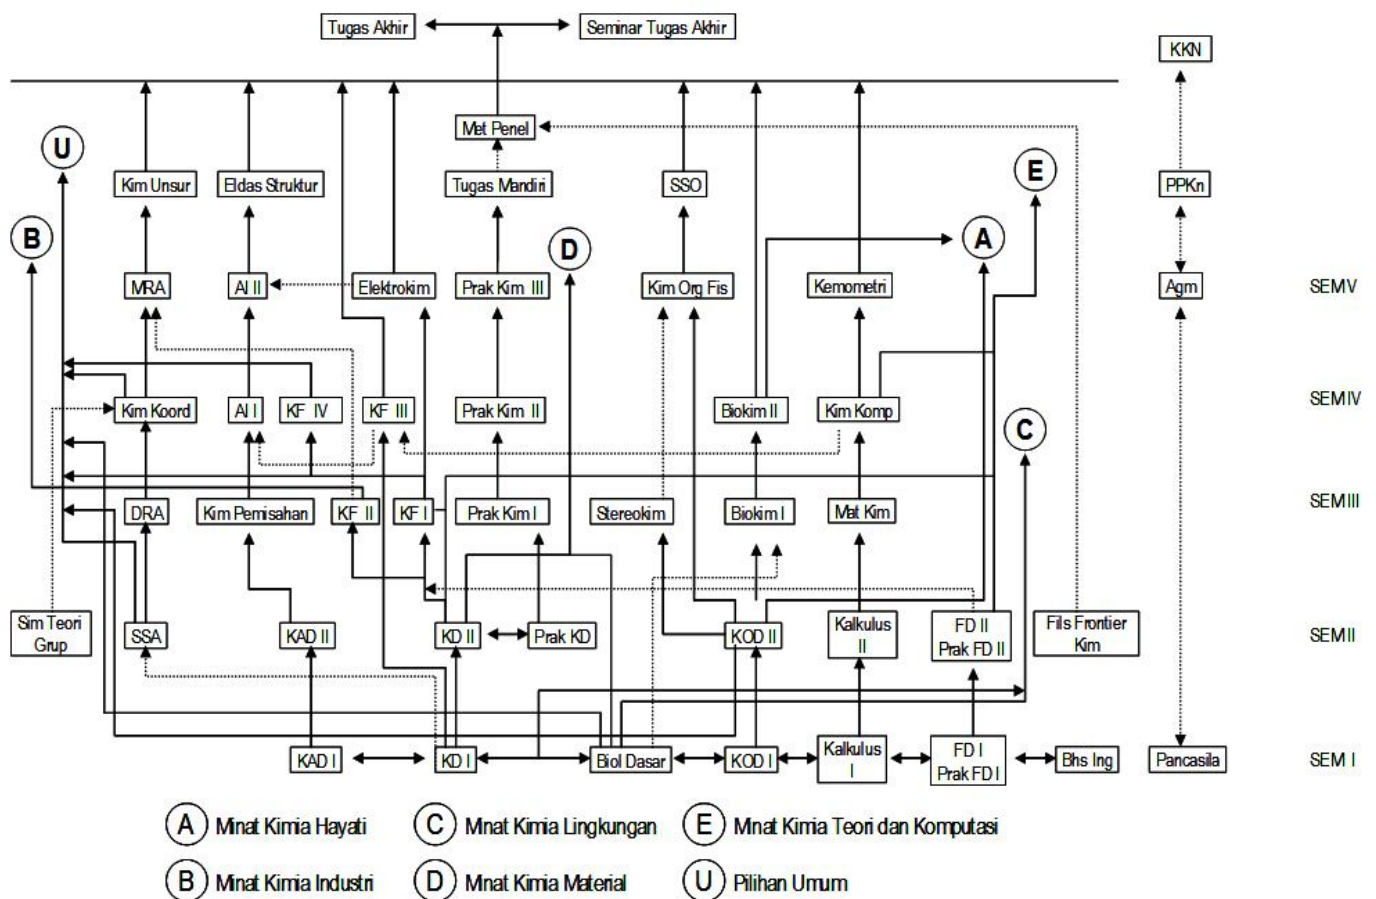 Tugas Akhir
Seminar Tugas Akhir
KKN
Met Penel
U
Kim Unsur
Eldas Struktur
Tugas Mandiri
SSO
E
PPKn
B
D
A
MRA
AI II
Elektrokim
Prak Kim III
Kim Org Fis
Kemometri
Agm
SEM V
Kim Koord
AI I
KF IV
KF III
Prak Kim II
Biokim II
Kim Komp
C
SEM IV
DRA
Kim Pemisahan
KF II
KF I
Prak Kim I
Stereokim
Biokim I
Mat Kim
SEM III
Sim Teori
Grup
SSA
KAD II
KD II
Prak KD
KOD II
Kalkulus
II
FD II
Prak FD II
Fils Frontier
Kim
SEM II
KAD I
KD I
Biol Dasar
KOD I
Kalkulus
I
FD I
Prak FD I
Bhs Ing
Pancasila
SEM I
A Minat Kimia Hayati
C Minat Kimia Lingkungan
E Minat Kimia Teori dan Komputasi
B Minat Kimia Industri
D Minat Kimia Material
U Pilihan Umum